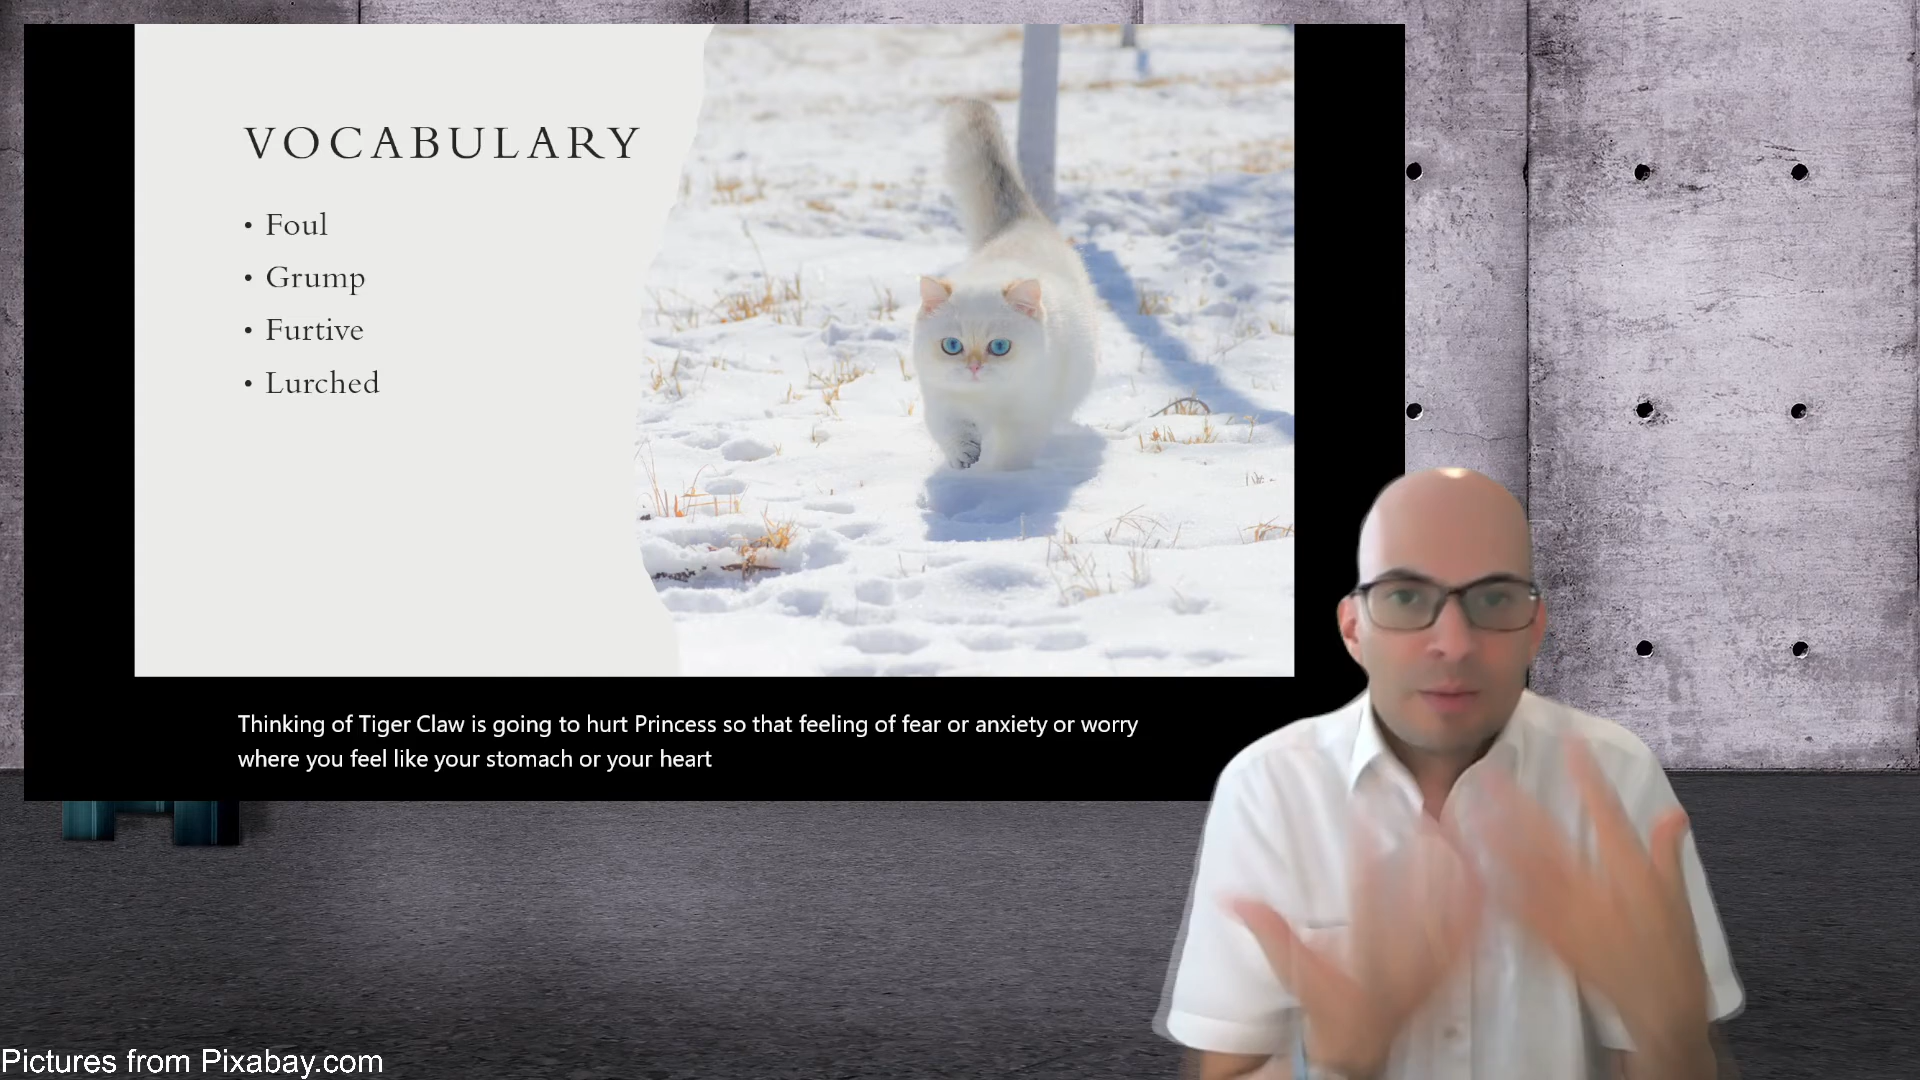 VOCABULARY
• Foul
• Grump
• Furtive
• Lurched
Thinking of Tiger Claw is going to hurt Princess so that feeling of fear or anxiety or worry
where you feel like your stomach or your heart
Pictures from Pixabay.com